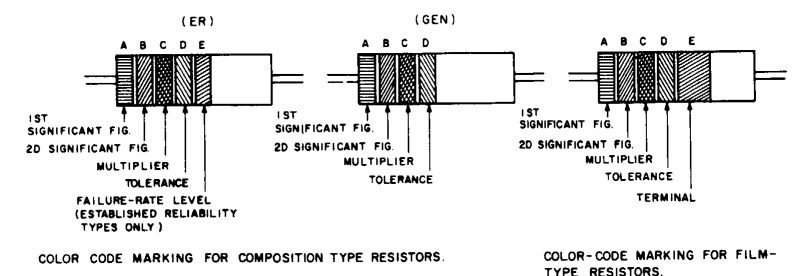 (ER)
A B C D E
1ST
SIGNIFICANT FIG.
2D SIGNIFICANT FIG.
MULTIPLIER
TOLERANCE
FAILURE-RATE LEVEL
(ESTABLISHED RELIABILITY
TYPES ONLY)
(GEN)
A B C D
1ST
SIGNIFICANT FIG.
2D SIGNIFICANT FIG.
MULTIPLIER
TOLERANCE
COLOR CODE MARKING FOR COMPOSITION TYPE RESISTORS.
A B C D E
1ST
SIGNIFICANT FIG.
2D SIGNIFICANT FIG.
MULTIPLIER
TOLERANCE
TERMINAL
COLOR-CODE MARKING FOR FILM-
TYPE RESISTORS.